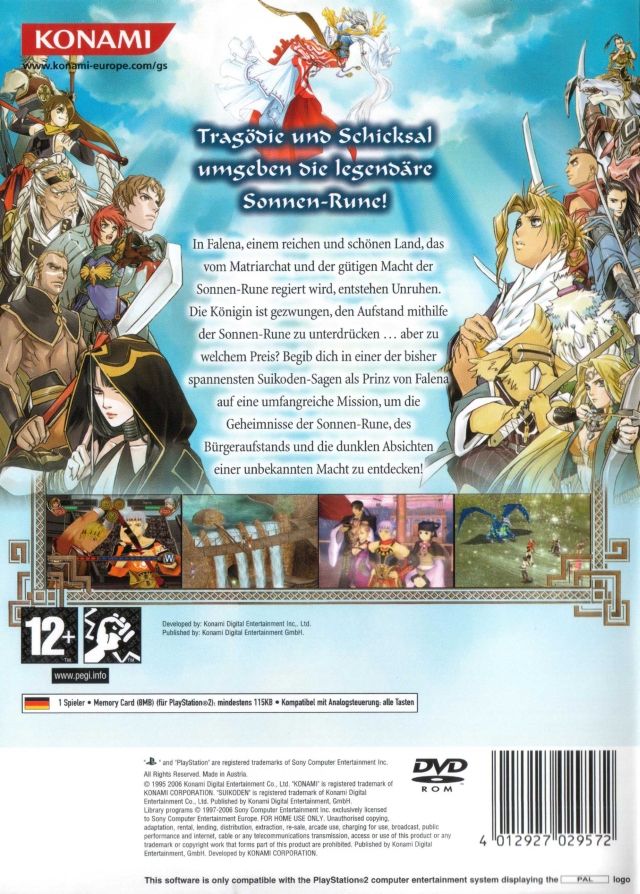 KONAMI
www.konami-europe.com/gs
Tragödie und Schicksal
umgeben die legendäre
Sonnen-Rune!
In Falena, einem reichen und schönen Land, das
vom Matriarchat und der gütigen Macht der
Sonnen-Rune regiert wird, entstehen Unruhen.
Die Königin ist gezwungen, den Aufstand mithilfe
der Sonnen-Rune zu unterdrücken ... aber zu
welchem Preis? Begib dich in einer der bisher
spannensten Suikoden-Sagen als Prinz von Falena
auf eine umfangreiche Mission, um die
Geheimnisse der Sonnen-Rune, des
Bürgeraufstands und die dunklen Absichten
einer unbekannten Macht zu entdecken!
12+
www.pegi.info
Developed by: Konami Digital Entertainment Inc., Ltd.
Published by: Konami Digital Entertainment GmbH.
1 Spieler • Memory Card (8MB) (für PlayStation®2): mindestens 115KB • Kompatibel mit Analogsteuerung: alle Tasten
" " and "PlayStation" are registered trademarks of Sony Computer Entertainment Inc.
All Rights Reserved. Made in Austria.
© 1995 2006 Konami Digital Entertainment Co., Ltd. "KONAMI" is registered trademark of
KONAMI CORPORATION. "SUIKODEN" is registered trademark of Konami Digital
Entertainment Co., Ltd. Published by Konami Digital Entertainment, GmbH.
Library programs © 1997-2006 Sony Computer Entertainment Inc. exclusively licensed
to Sony Computer Entertainment Europe. FOR HOME USE ONLY. Unauthorised copying,
adaptation, rental, lending, distribution, extraction, re-sale, arcade use, charging for use, broadcast, public
performance and internet, cable or any telecommunications transmission, access or use of this product or any
trademark or copyright work that forms part of this product are prohibited. Published by Konami Digital
Entertainment, GmbH. Developed by KONAMI CORPORATION.
DVD
ROM
4 012927 029572
This software is only compatible with the PlayStation®2 computer entertainment system displaying the PAL logo